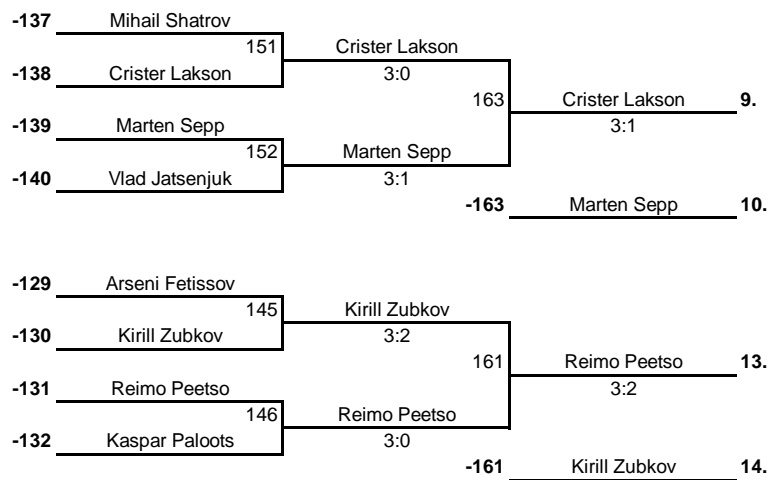 -137 Mihail Shatrov
151 Crister Lakson
-138 Crister Lakson 3:0
163 Crister Lakson 9.
-139 Marten Sepp 3:1
152 Marten Sepp
-140 Vlad Jatsenjuk 3:1
-163 Marten Sepp 10.
-129 Arseni Fetissov
145 Kirill Zubkov
-130 Kirill Zubkov 3:2
161 Reimo Peetso 13.
-131 Reimo Peetso 3:2
146 Reimo Peetso
-132 Kaspar Paloots 3:0
-161 Kirill Zubkov 14.